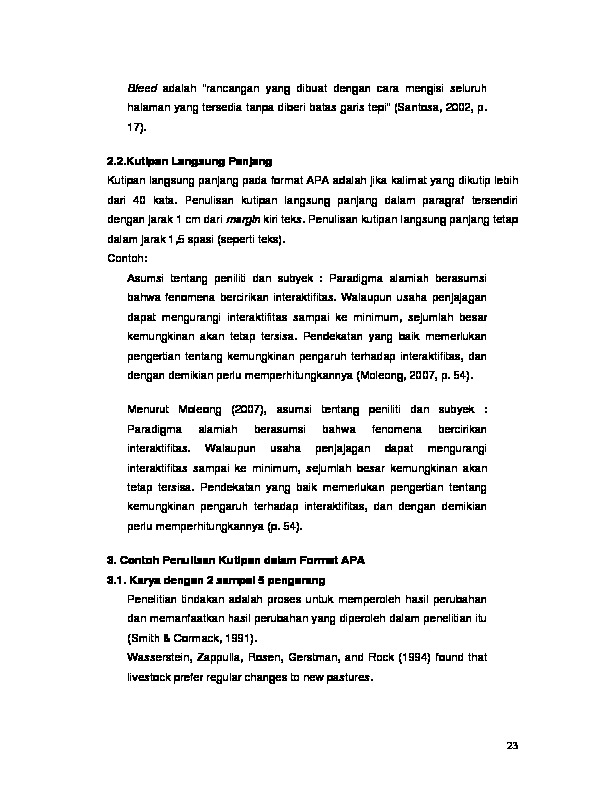 Bleed adalah "rancangan yang dibuat dengan cara mengisi seluruh
halaman yang tersedia tanpa diberi batas garis tepi" (Santosa, 2002, p.
17).
2.2.Kutipan Langsung Panjang
Kutipan langsung panjang pada format APA adalah jika kalimat yang dikutip lebih
dari 40 kata. Penulisan kutipan langsung panjang dalam paragraf tersendiri
dengan jarak 1 cm dari margin kiri teks. Penulisan kutipan langsung panjang tetap
dalam jarak 1,5 spasi (seperti teks).
Contoh:
Asumsi tentang peniliti dan subyek : Paradigma alamiah berasumsi
bahwa fenomena bercirikan interaktifitas. Walaupun usaha penjajagan
dapat mengurangi interaktifitas sampai ke minimum, sejumlah besar
kemungkinan akan tetap tersisa. Pendekatan yang baik memerlukan
pengertian tentang kemungkinan pengaruh terhadap interaktifitas, dan
dengan demikian perlu memperhitungkannya (Moleong, 2007, p. 54).
Menurut Moleong (2007), asumsi tentang peniliti dan subyek :
Paradigma alamiah berasumsi bahwa fenomena bercirikan
interaktifitas. Walaupun usaha penjajagan dapat mengurangi
interaktifitas sampai ke minimum, sejumlah besar kemungkinan akan
tetap tersisa. Pendekatan yang baik memerlukan pengertian tentang
kemungkinan pengaruh terhadap interaktifitas, dan dengan demikian
perlu memperhitungkannya (p. 54).
3. Contoh Penulisan Kutipan dalam Format APA
3.1. Karya dengan 2 sampai 5 pengarang
Penelitian tindakan adalah proses untuk memperoleh hasil perubahan
dan memanfaatkan hasil perubahan yang diperoleh dalam penelitian itu
(Smith & Cormack, 1991).
Wasserstein, Zappulla, Rosen, Gerstman, and Rock (1994) found that
livestock prefer regular changes to new pastures.
23